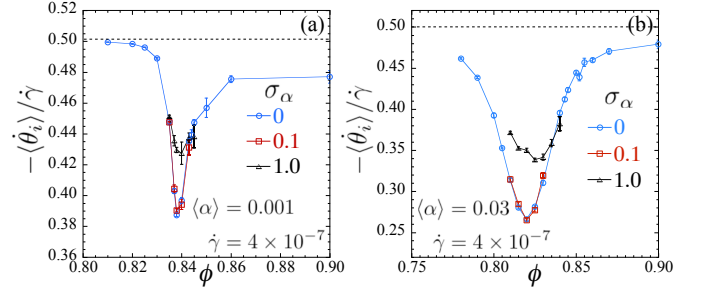 (a)
0.52
0.50
0.48
0.46
0.44
0.42
0.40
0.38
0.36
0.80 0.82 0.84 0.86 0.88 0.90
ϕ
−⟨θ̇ᵢ⟩/γ̇
σ_α
0
0.1
1.0
⟨α⟩ = 0.001
γ̇ = 4 × 10⁻⁷
(b)
0.50
0.45
0.40
0.35
0.30
0.25
0.75 0.80 0.85 0.90
ϕ
−⟨θ̇ᵢ⟩/γ̇
σ_α
0
0.1
1.0
⟨α⟩ = 0.03
γ̇ = 4 × 10⁻⁷